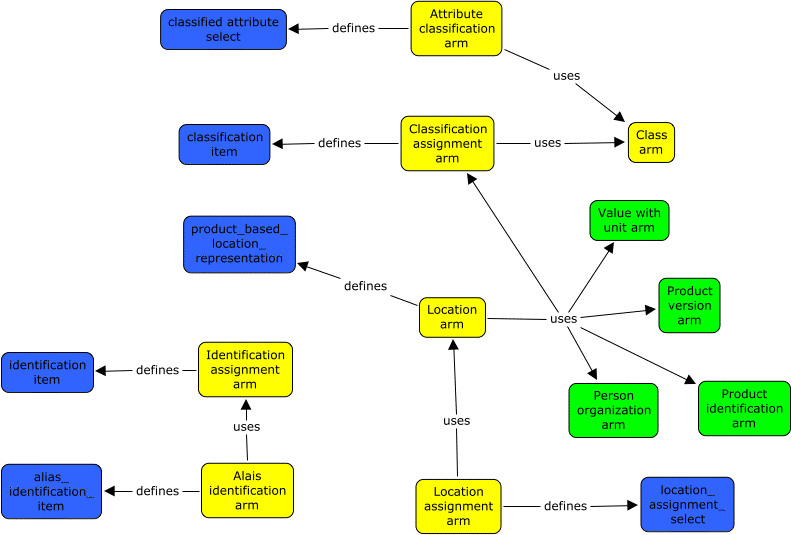 classified attribute
select
defines
Attribute
classification
arm
uses
classification
item
defines
Classification
assignment
arm
uses
Class
arm
product_based_
location_
representation
defines
Location
arm
uses
Value with
unit arm
Product
version
arm
Person
organization
arm
Product
identification
arm
identification
item
defines
Identification
assignment
arm
uses
uses
alias_
identification_
item
defines
Alais
identification
arm
Location
assignment
arm
defines
location_
assignment_
select